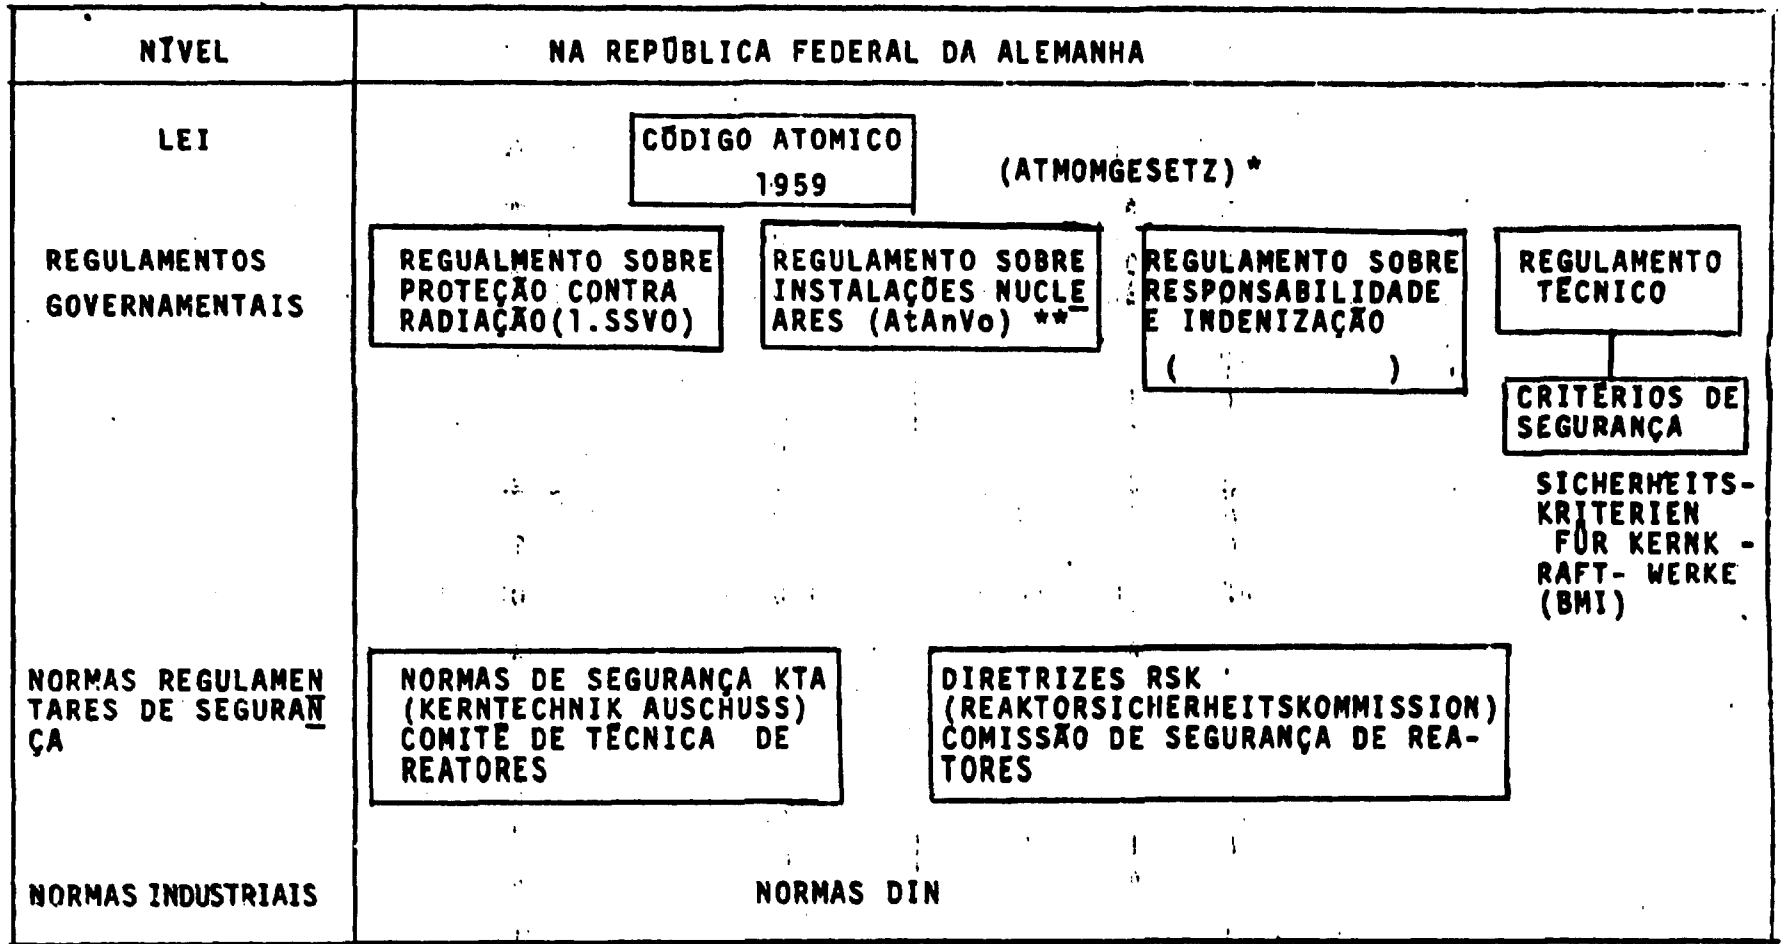 NÍVEL
NA REPÚBLICA FEDERAL DA ALEMANHA
LEI
CÓDIGO ATOMICO
1959
(ATMOMGESETZ) *
REGULAMENTOS
GOVERNAMENTAIS
REGUALMENTO SOBRE
PROTEÇÃO CONTRA
RADIAÇÃO(1.SSVO)
REGULAMENTO SOBRE
INSTALAÇÕES NUCLE
ARES (AtAnVo) **
REGULAMENTO SOBRE
RESPONSABILIDADE
E INDENIZAÇÃO
( )
REGULAMENTO
TÉCNICO
CRITÉRIOS DE
SEGURANÇA
SICHERHEITS-
KRITERIEN
FÜR KERNK -
RAFT- WERKE
(BMI)
NORMAS REGULAMEN
TARES DE SEGURAN
ÇA
NORMAS DE SEGURANÇA KTA
(KERNTECHNIK AUSCHUSS)
COMITÊ DE TÉCNICA DE
REATORES
DIRETRIZES RSK
(REAKTORSICHERHEITSKOMMISSION)
COMISSÃO DE SEGURANÇA DE REA-
TORES
NORMAS INDUSTRIAIS
NORMAS DIN